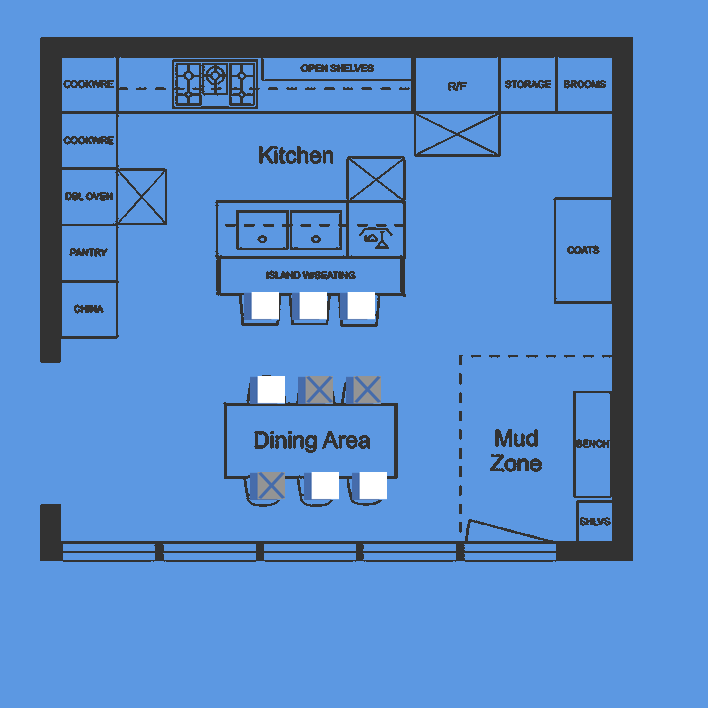 COOKWRE
OPEN SHELVES
R/F
STORAGE
BROOMS
COOKWRE
Kitchen
DBL OVEN
PANTRY
COATS
ISLAND W/SEATING
CHINA
Dining Area
Mud
Zone
BENCH
SHLVS